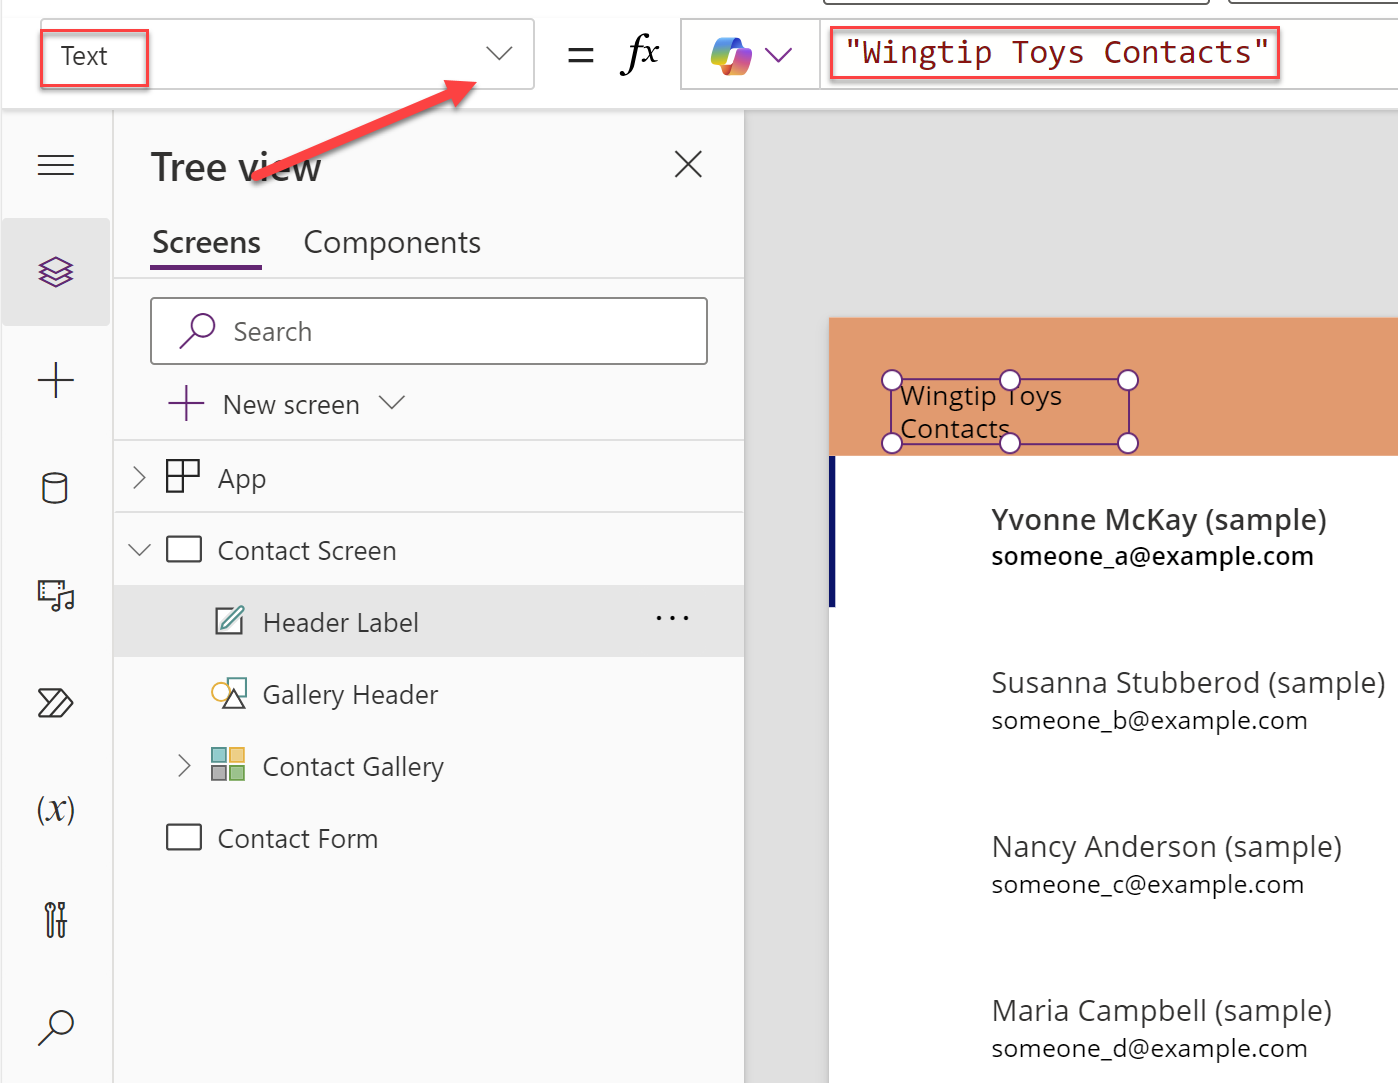 Text
= fx
"Wingtip Toys Contacts"
Tree view
Screens
Components
Search
New screen
App
Contact Screen
Header Label
...
Gallery Header
Contact Gallery
Contact Form
(x)
Wingtip Toys
Contacts
Yvonne McKay (sample)
someone_a@example.com
Susanna Stubberod (sample)
someone_b@example.com
Nancy Anderson (sample)
someone_c@example.com
Maria Campbell (sample)
someone_d@example.com